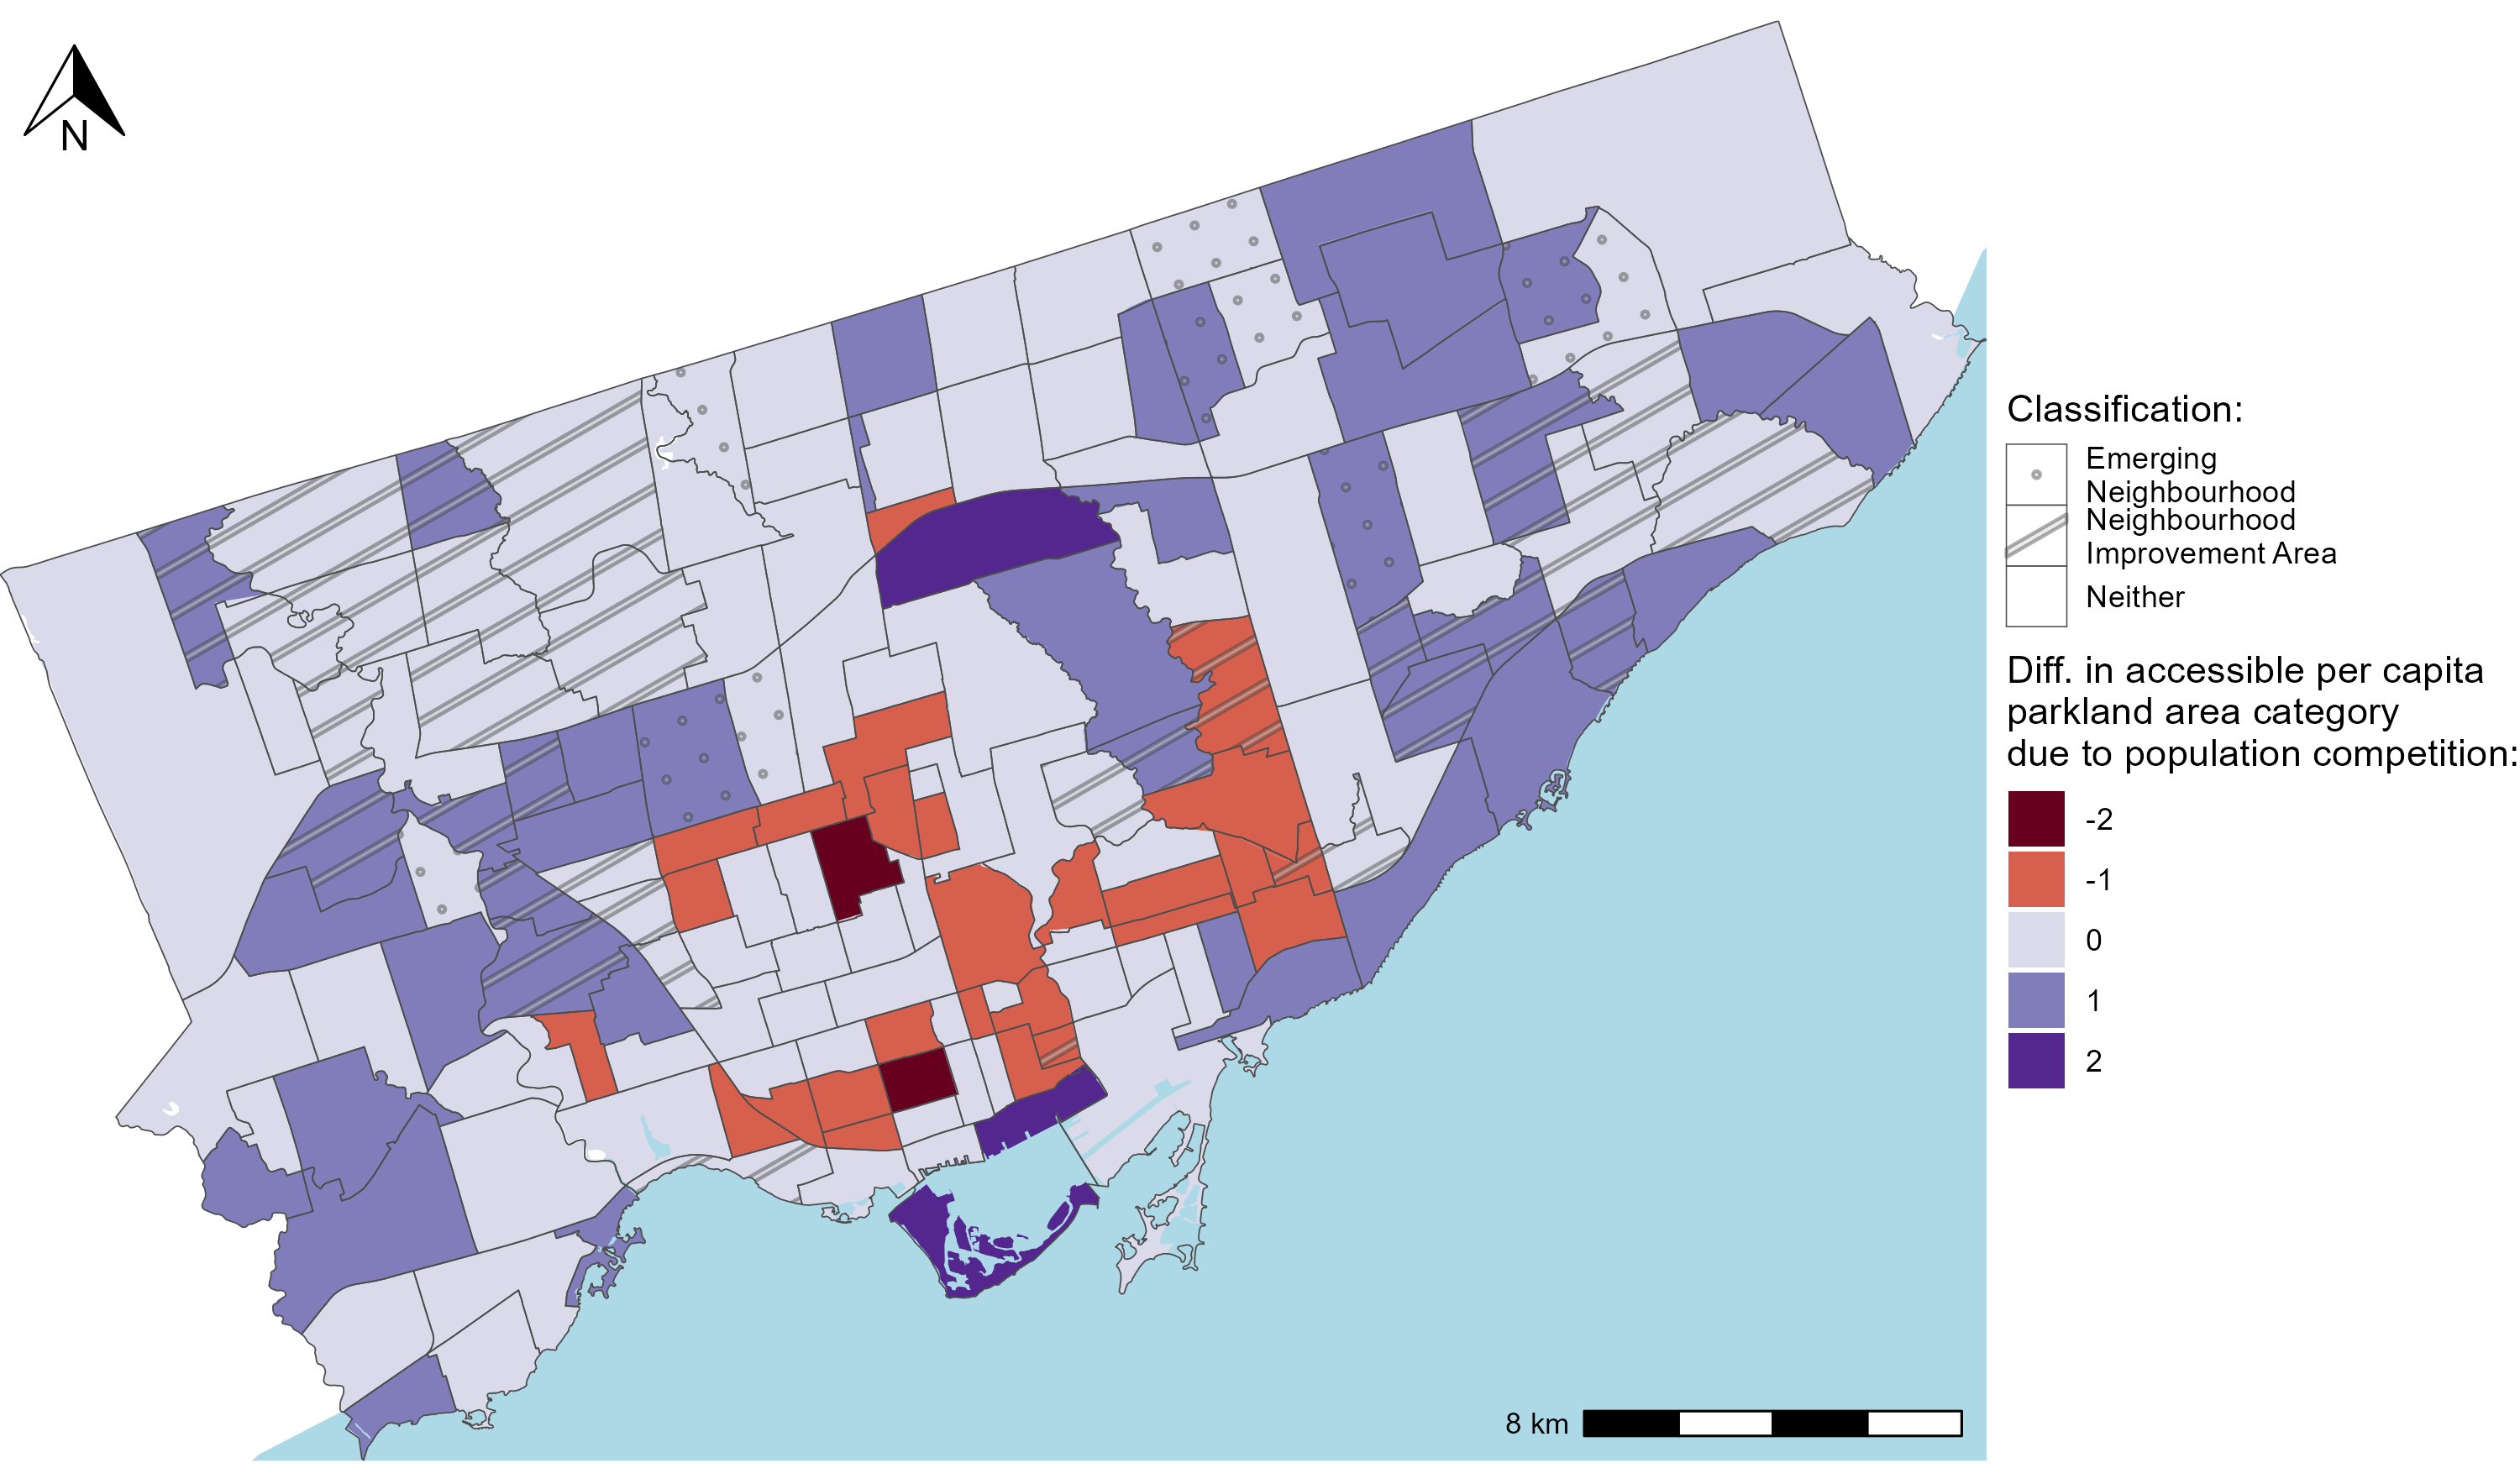 N
Classification:
Emerging
Neighbourhood
Neighbourhood
Improvement Area
Neither
Diff. in accessible per capita
parkland area category
due to population competition:
-2
-1
0
1
2
8 km